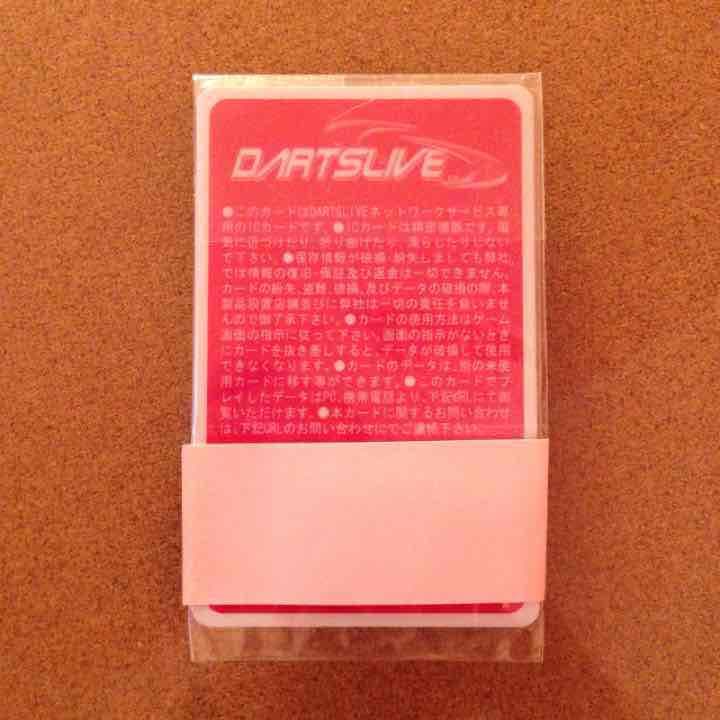 DARTSLIVE
●このカードはDARTSLIVEネットワークサービス専
用のICカードです。●ICカードは精密機器です。磁
気に近づけたり、折り曲げたり、濡らしたりしない
で下さい。●保存情報が破損、紛失しましても弊社
では情報の復旧・保証及び返金は一切できません。
カードの紛失、盗難、破損、及びデータの破損の際、本
製品設置店舗並びに弊社は一切の責任を負いませ
んので御了承下さい。●カードの使用方法はゲーム
画面の指示に従って下さい。画面の指示がないとき
にカードを抜き差しすると、データが破損して使用
できなくなります。●カードのデータは、別の未使
用カードに移す事ができます。●このカードでプ
レイしたデータはPC、携帯電話より、下記URLにて御
覧いただけます。●本カードに関するお問い合わせ
は、下記URLのお問い合わせにてご連絡下さい。